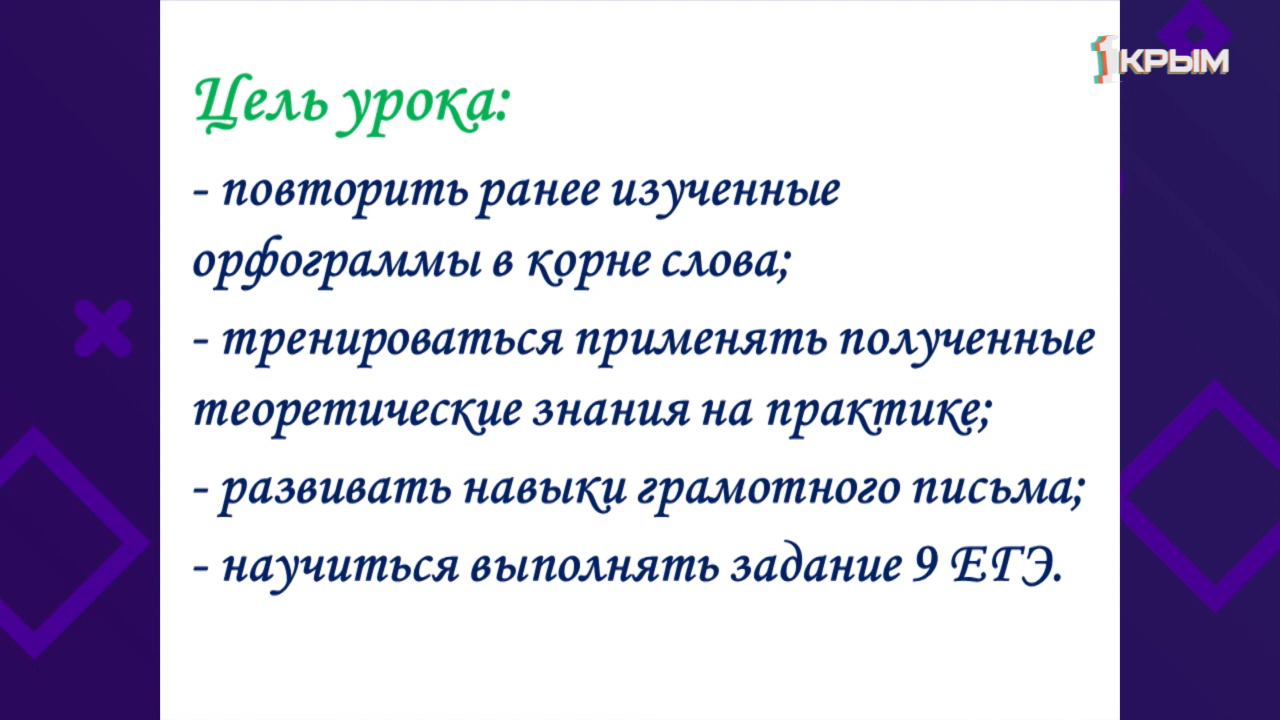 1КРЫМ
Цель урока:
- повторить ранее изученные
орфограммы в корне слова;
- тренироваться применять полученные
теоретические знания на практике;
- развивать навыки грамотного письма;
- научиться выполнять задание 9 ЕГЭ.